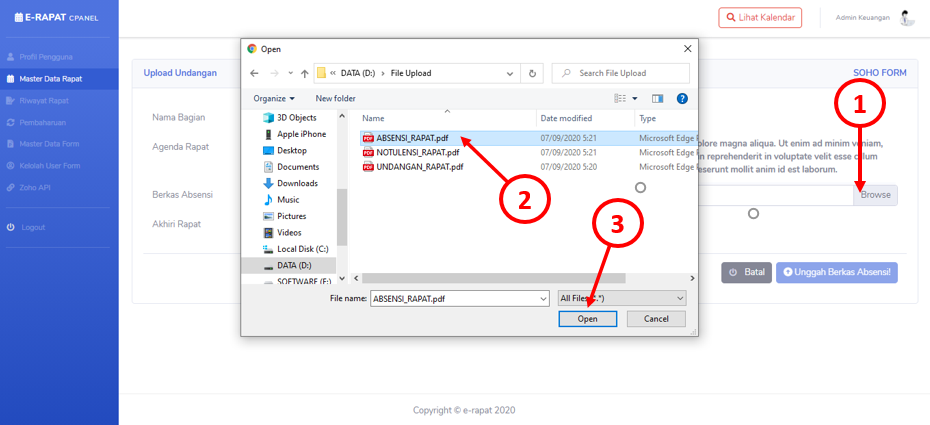 E-RAPAT CPANEL
Lihat Kalendar
Admin Keuangan
Profil Pengguna
Master Data Rapat
Riwayat Rapat
Pembaharuan
Master Data Form
Kelolah User Form
Zoho API
Logout
Upload Undangan
SOHO FORM
Nama Bagian
Agenda Rapat
Berkas Absensi
Akhiri Rapat
Open
« DATA (D:) › File Upload
Search File Upload
Organize
New folder
3D Objects
Apple iPhone
Desktop
Documents
Downloads
Music
Pictures
Videos
Local Disk (C:)
DATA (D:)
SOFTWARE (E:)
Name
Date modified
Type
ABSENSI_RAPAT.pdf 07/09/2020 5:21 Microsoft Edge P
NOTULENSI_RAPAT.pdf 07/09/2020 5:21 Microsoft Edge P
UNDANGAN_RAPAT.pdf 07/09/2020 5:20 Microsoft Edge P
File name:
ABSENSI_RAPAT.pdf
All Files (*.*)
Open
Cancel
1
2
3
olore magna aliqua. Ut enim ad minim veniam,
in reprehenderit in voluptate velit esse cillum
deserunt mollit anim id est laborum.
Browse
Batal
Unggah Berkas Absensi!
Copyright © e-rapat 2020